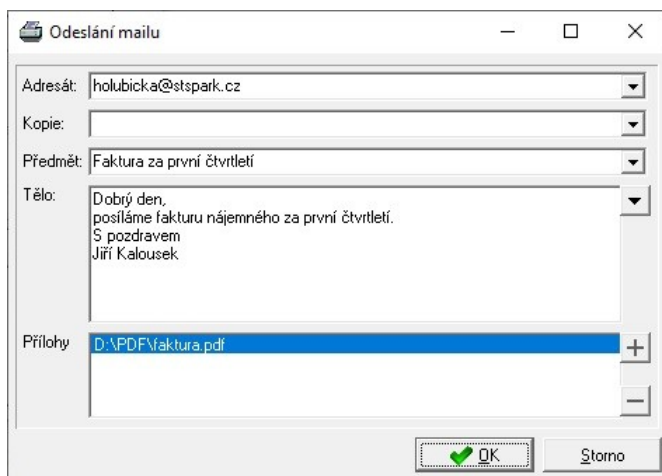 Odeslání mailu
Adresát: holubicka@stspark.cz
Kopie:
Předmět: Faktura za první čtvrtletí
Tělo: Dobrý den,
posíláme fakturu nájemného za první čtvrtletí.
S pozdravem
Jiří Kalousek
Přílohy D:\PDF\faktura.pdf
OK Storno